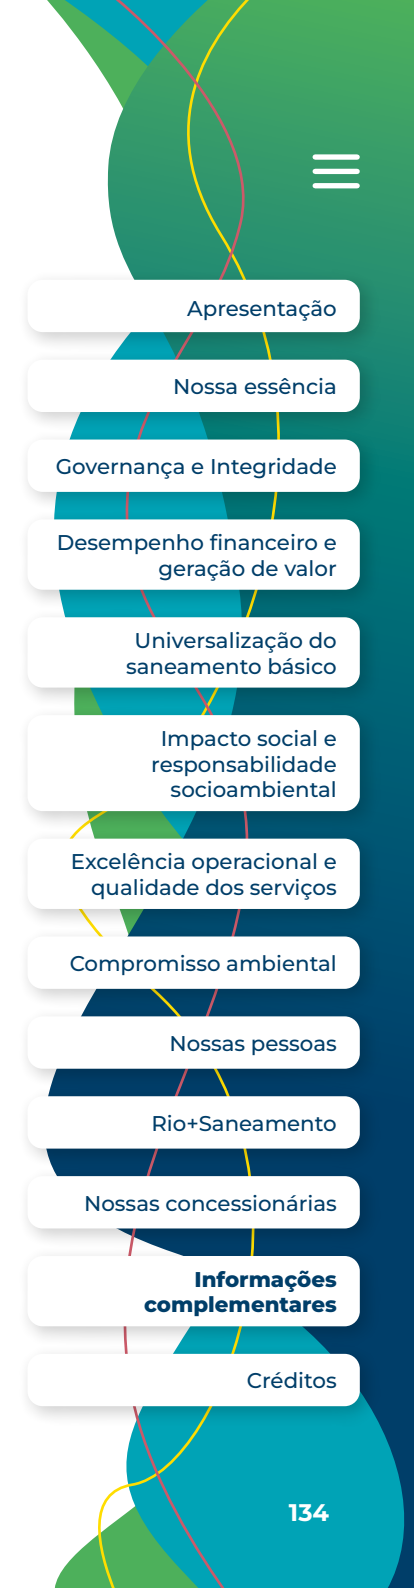 Apresentação
Nossa essência
Governança e Integridade
Desempenho financeiro e
geração de valor
Universalização do
saneamento básico
Impacto social e
responsabilidade
socioambiental
Excelência operacional e
qualidade dos serviços
Compromisso ambiental
Nossas pessoas
Rio+Saneamento
Nossas concessionárias
Informações
complementares
Créditos
134